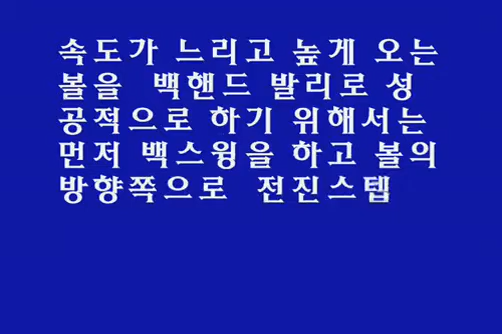 속도가 느리고 높게 오는
볼을 백핸드 발리로 성
공적으로 하기 위해서는
먼저 백스윙을 하고 볼의
방향쪽으로 전진스텝